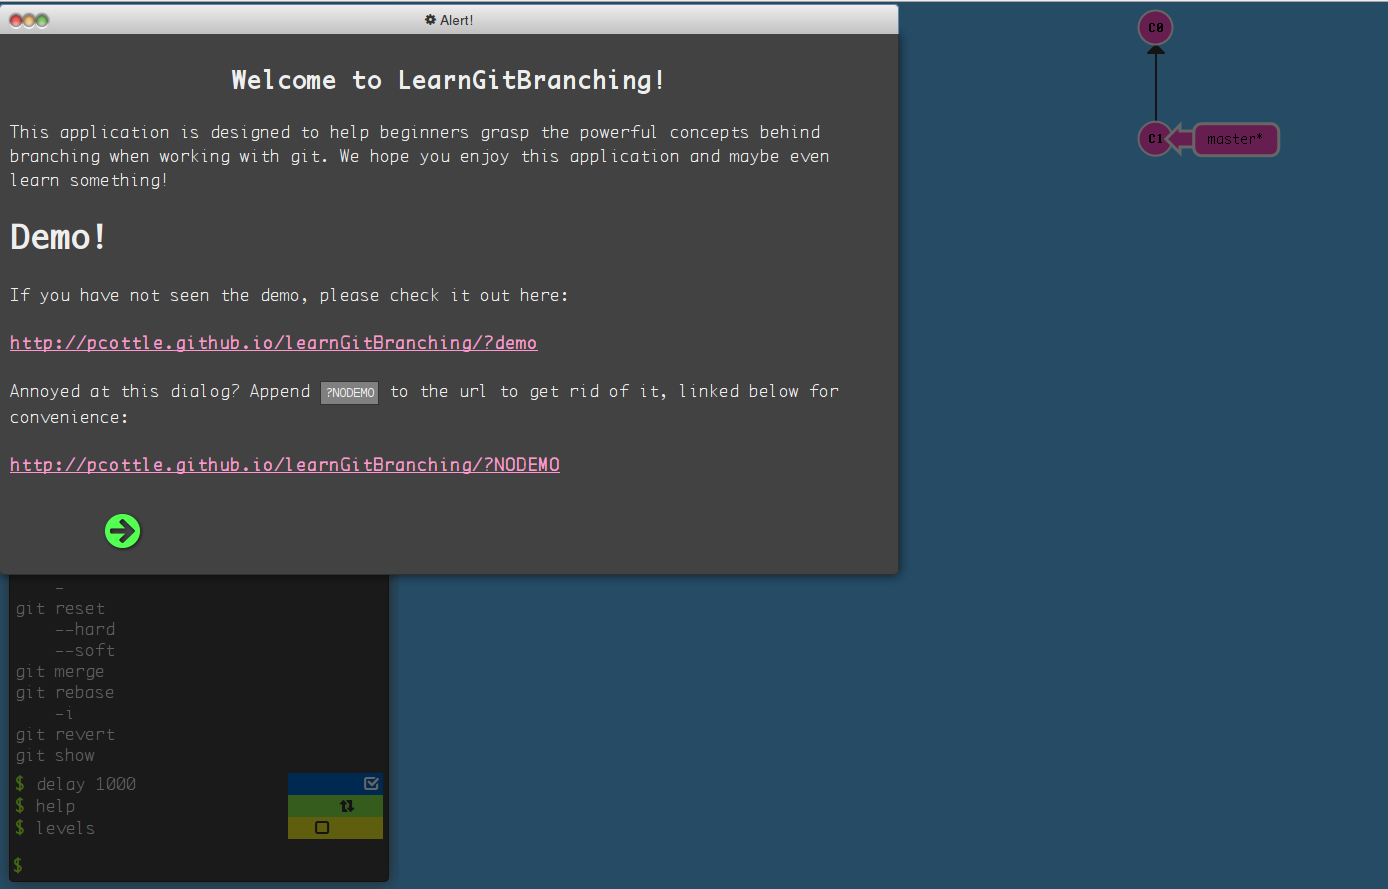 Alert!
Welcome to LearnGitBranching!
This application is designed to help beginners grasp the powerful concepts behind
branching when working with git. We hope you enjoy this application and maybe even
learn something!
Demo!
If you have not seen the demo, please check it out here:
http://pcottle.github.io/learnGitBranching/?demo
Annoyed at this dialog? Append ?NODEMO to the url to get rid of it, linked below for
convenience:
http://pcottle.github.io/learnGitBranching/?NODEMO
-
git reset
--hard
--soft
git merge
git rebase
-i
git revert
git show
$ delay 1000
$ help
$ levels
$
C0
C1 master*